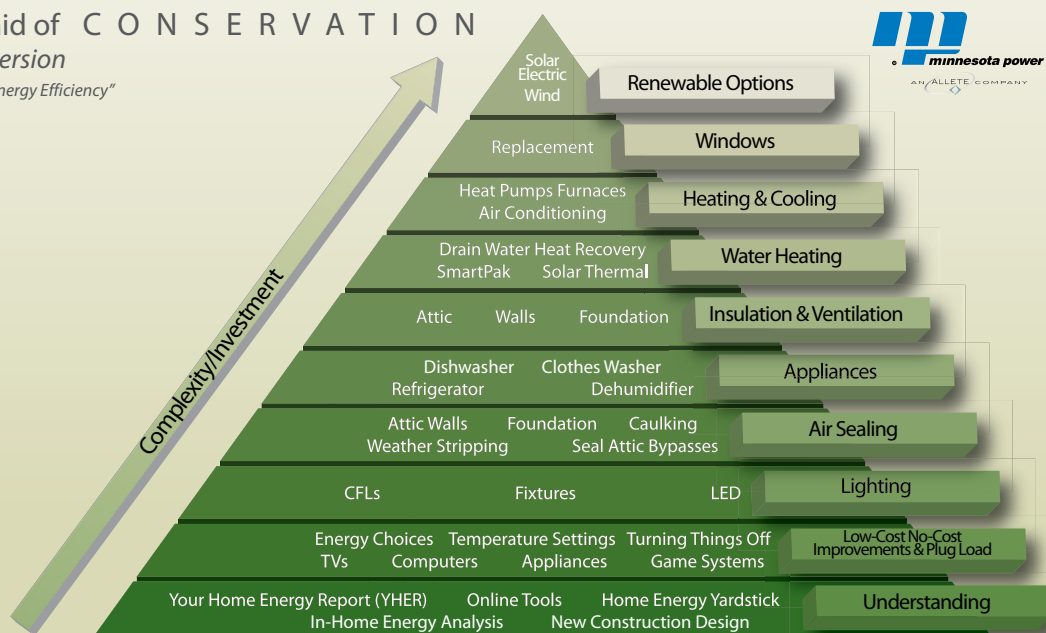 id of CONSERVATION
ersion
nergy Efficiency”
minnesota power
AN ALLETE COMPANY
Complexity/Investment
Solar
Electric
Wind
Renewable Options
Replacement
Windows
Heat Pumps Furnaces
Air Conditioning
Heating & Cooling
Drain Water Heat Recovery
SmartPak Solar Thermal
Water Heating
Attic Walls Foundation
Insulation & Ventilation
Dishwasher Clothes Washer
Refrigerator Dehumidifier
Appliances
Attic Walls Foundation Caulking
Weather Stripping Seal Attic Bypasses
Air Sealing
CFLs Fixtures LED
Lighting
Energy Choices Temperature Settings Turning Things Off
TVs Computers Appliances Game Systems
Low-Cost No-Cost
Improvements & Plug Load
Your Home Energy Report (YHER) Online Tools Home Energy Yardstick
In-Home Energy Analysis New Construction Design
Understanding